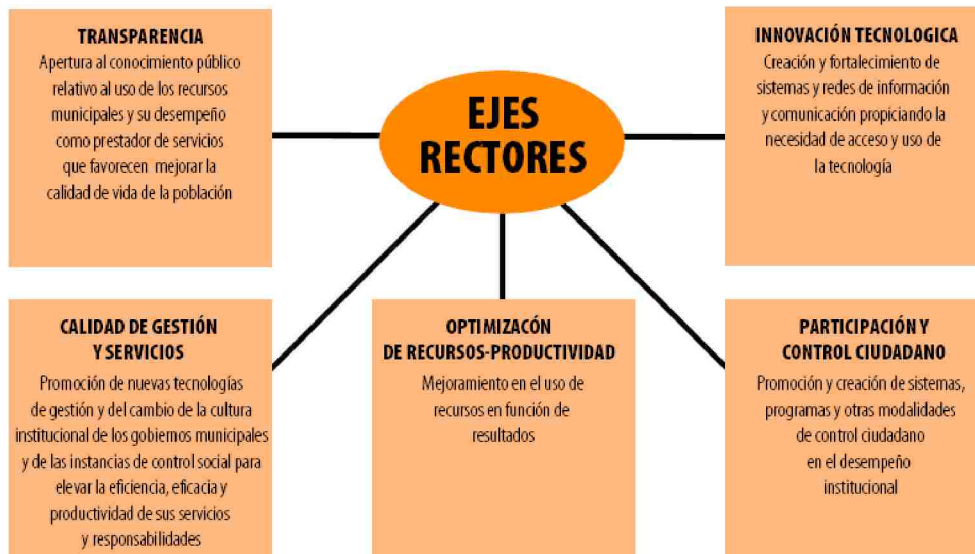 TRANSPARENCIA
Apertura al conocimiento público
relativo al uso de los recursos
municipales y su desempeño
como prestador de servicios
que favorecen mejorar la
calidad de vida de la población
EJES
RECTORES
INNOVACIÓN TECNOLOGICA
Creación y fortalecimiento de
sistemas y redes de información
y comunicación propiciando la
necesidad de acceso y uso de
la tecnología
CALIDAD DE GESTIÓN
Y SERVICIOS
Promoción de nuevas tecnologías
de gestión y del cambio de la cultura
institucional de los gobiernos municipales
y de las instancias de control social para
elevar la eficiencia, eficacia y
productividad de sus servicios
y responsabilidades
OPTIMIZACÓN
DE RECURSOS-PRODUCTIVIDAD
Mejoramiento en el uso de
recursos en función de
resultados
PARTICIPACIÓN Y
CONTROL CIUDADANO
Promoción y creación de sistemas,
programas y otras modalidades
de control ciudadano
en el desempeño
institucional